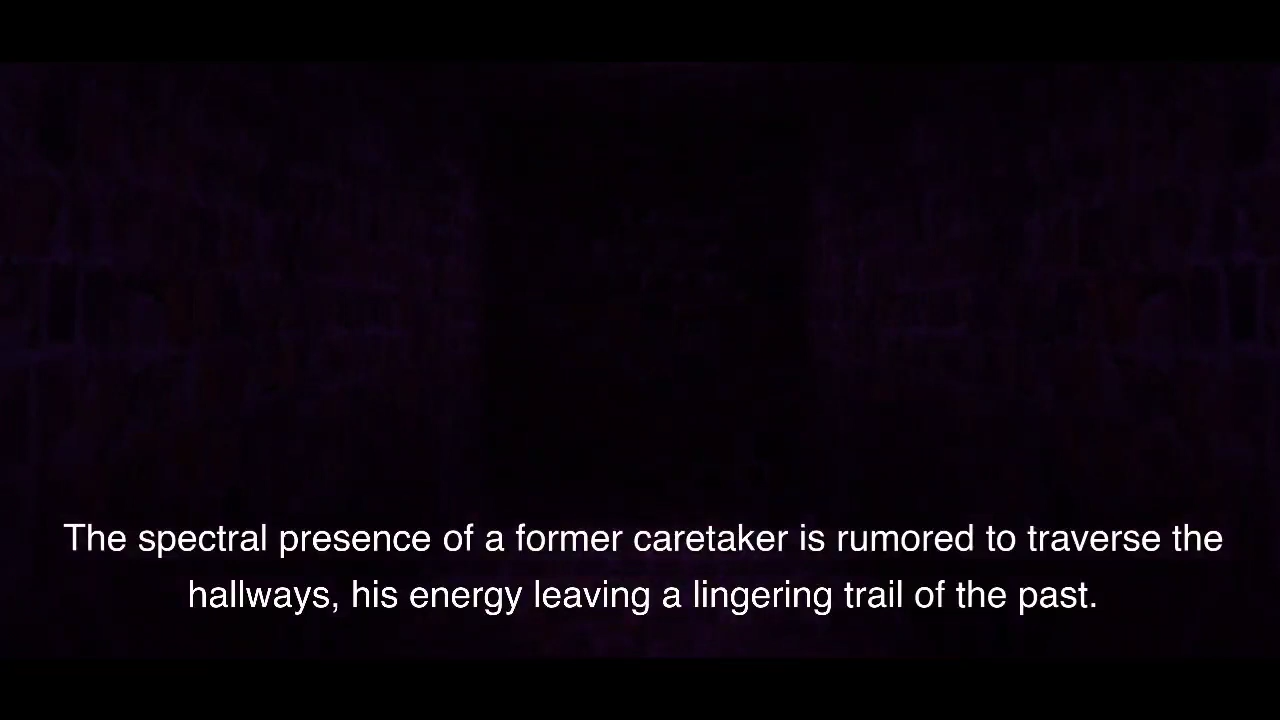 The spectral presence of a former caretaker is rumored to traverse the
hallways, his energy leaving a lingering trail of the past.